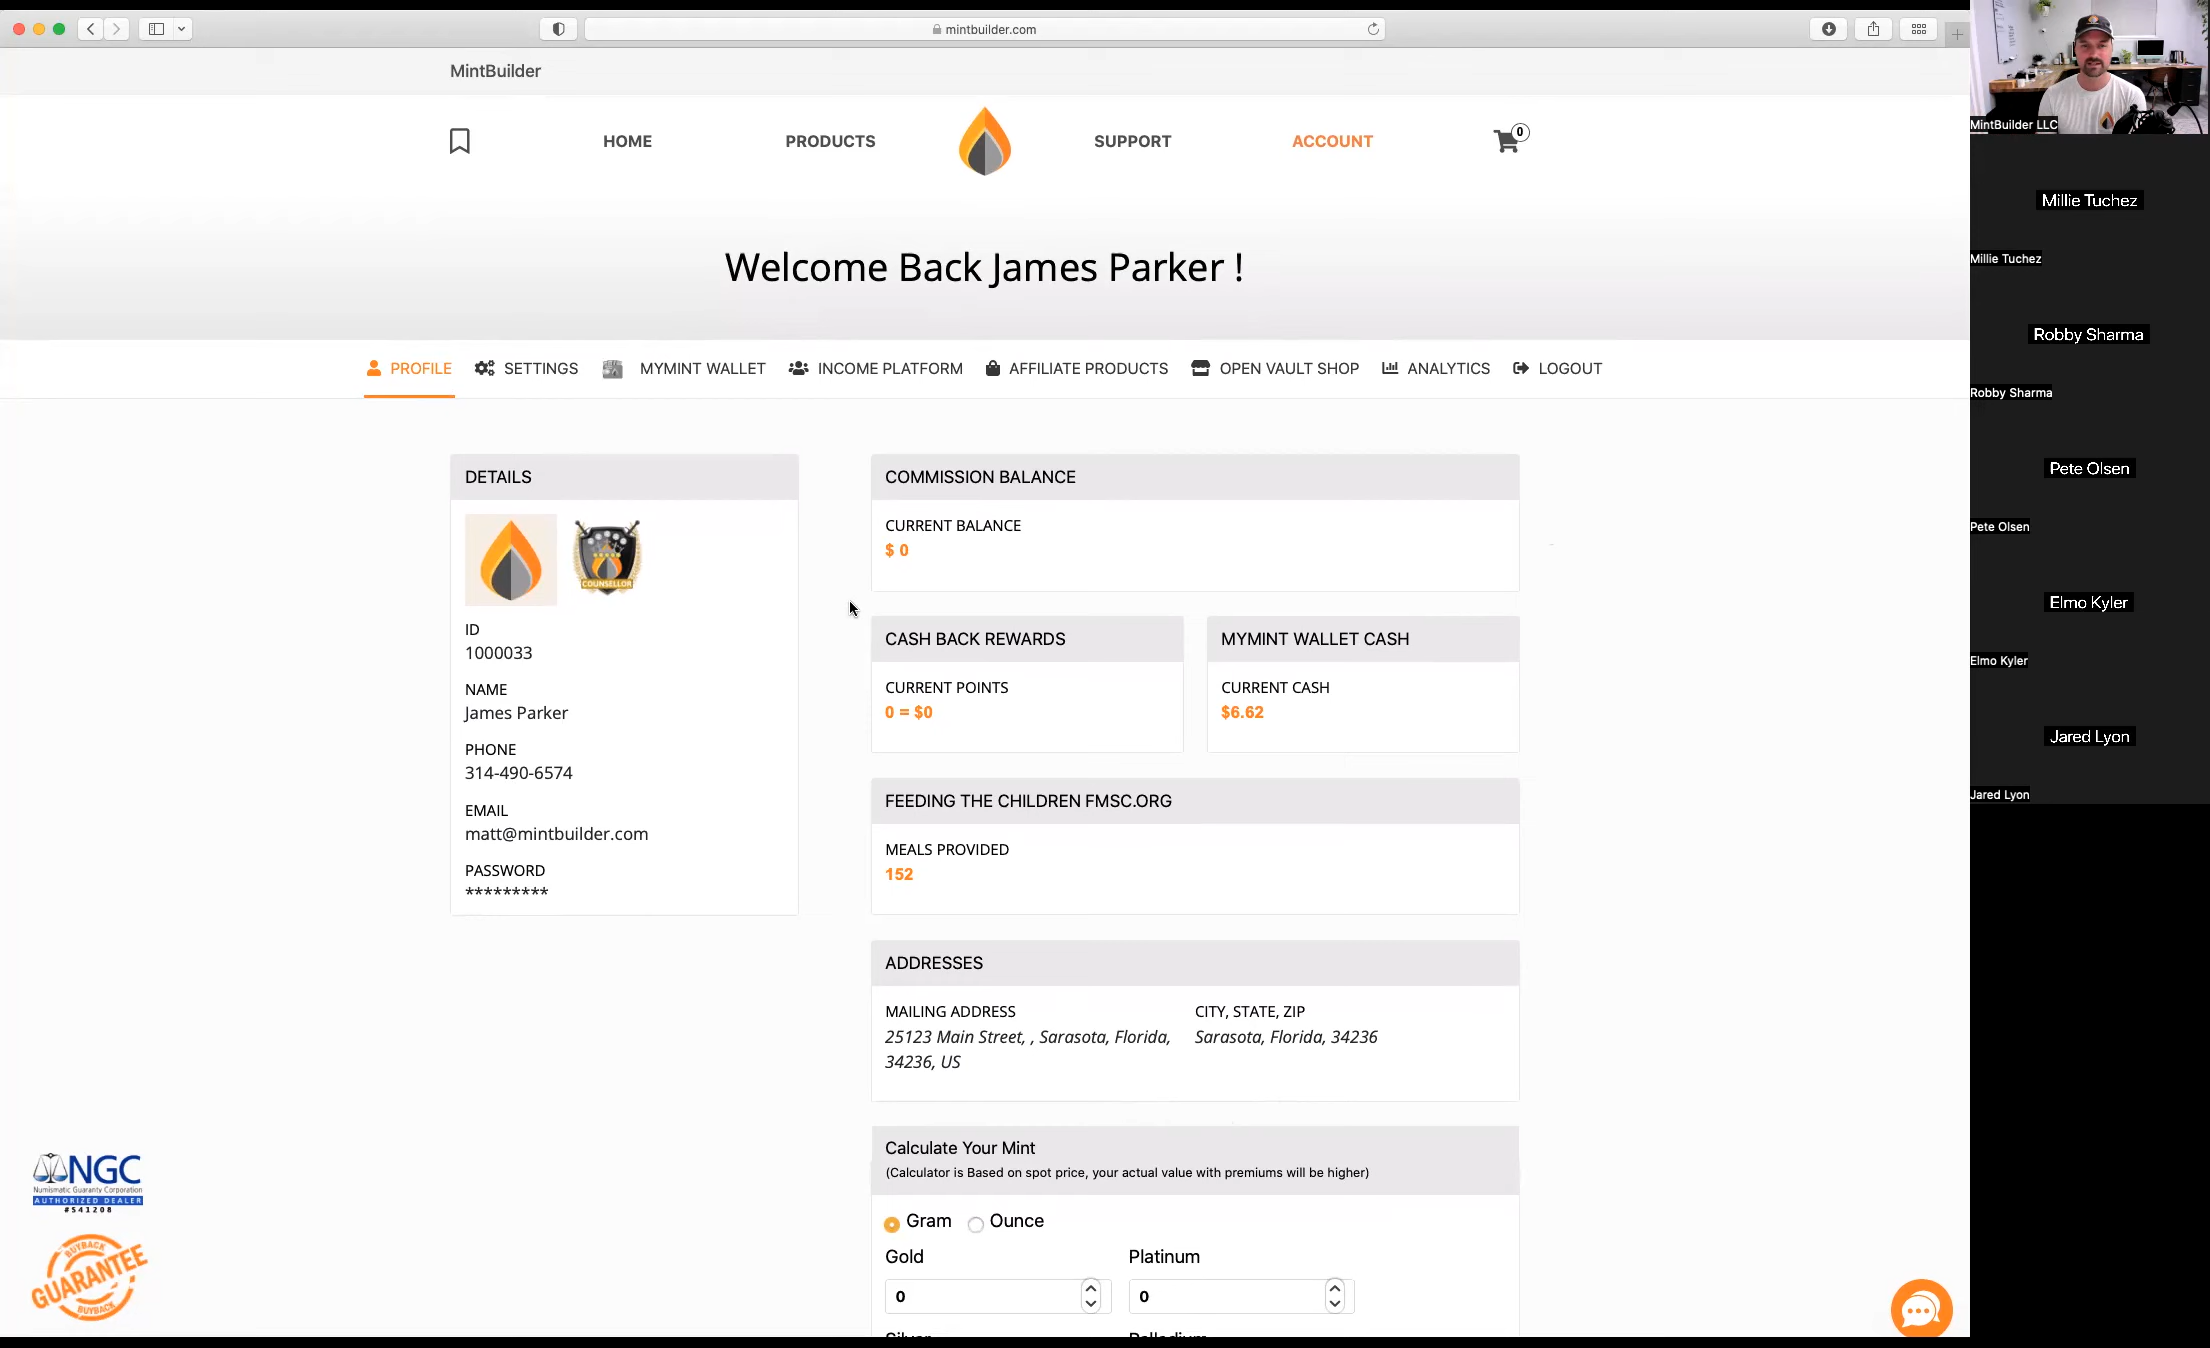 mintbuilder.com
MintBuilder
HOME
PRODUCTS
SUPPORT
ACCOUNT
0
Welcome Back James Parker !
PROFILE
SETTINGS
MYMINT WALLET
INCOME PLATFORM
AFFILIATE PRODUCTS
OPEN VAULT SHOP
ANALYTICS
LOGOUT
DETAILS
COUNSELLOR
ID
1000033
NAME
James Parker
PHONE
314-490-6574
EMAIL
matt@mintbuilder.com
PASSWORD
*********
COMMISSION BALANCE
CURRENT BALANCE
$ 0
CASH BACK REWARDS
CURRENT POINTS
0 = $0
MYMINT WALLET CASH
CURRENT CASH
$6.62
FEEDING THE CHILDREN FMSC.ORG
MEALS PROVIDED
152
ADDRESSES
MAILING ADDRESS
25123 Main Street, , Sarasota, Florida,
34236, US
CITY, STATE, ZIP
Sarasota, Florida, 34236
Calculate Your Mint
(Calculator is Based on spot price, your actual value with premiums will be higher)
Gram
Ounce
Gold
0
Platinum
0
NGC
Numismatic Guaranty Corporation
AUTHORIZED DEALER
#541208
BUYBACK
GUARANTEE
BUYBACK
MintBuilder LLC
Millie Tuchez
Millie Tuchez
Robby Sharma
Robby Sharma
Pete Olsen
Pete Olsen
Elmo Kyler
Elmo Kyler
Jared Lyon
Jared Lyon